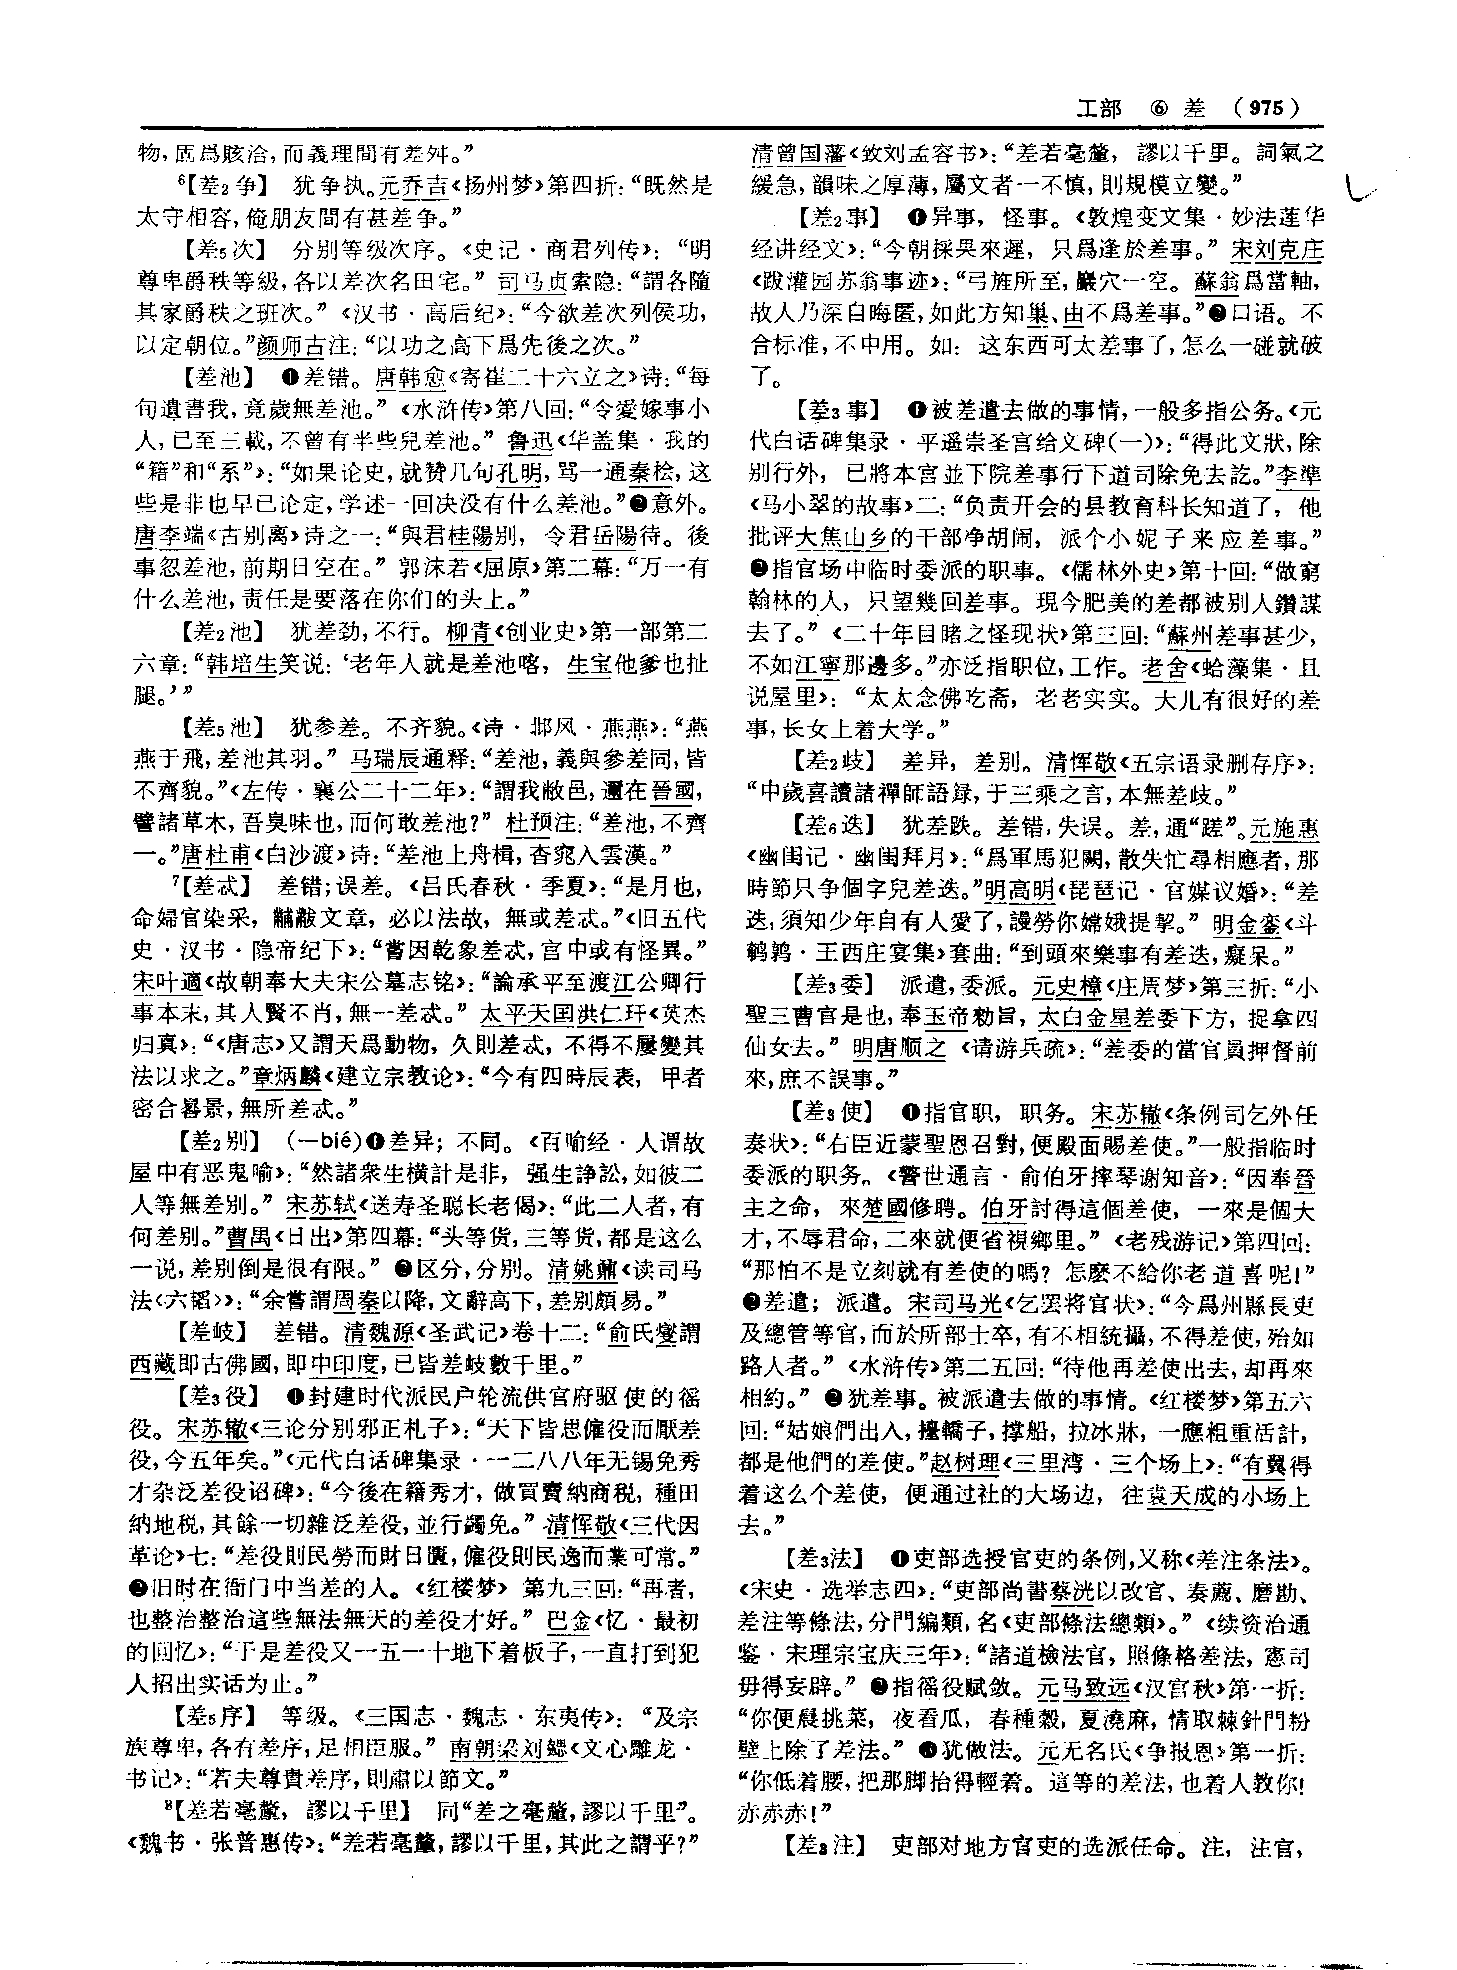 工部 ⑥ 差 (975)
物，固爲賅洽，而義理間有差舛。”
⁶【差₂争】 犹争执。元乔吉《扬州梦》第四折：“既然是
太守相容，俺朋友間有甚差争。”
【差₅次】 分别等级次序。《史记·商君列传》：“明
尊卑爵秩等級，各以差次名田宅。”司马贞索隐：“謂各隨
其家爵秩之班次。”《汉书·高后纪》：“今欲差次列侯功，
以定朝位。”颜师古注：“以功之高下爲先後之次。”
【差池】 ❶差错。唐韩愈《寄崔二十六立之》诗：“每
旬遺書我，竟歲無差池。”《水浒传》第八回：“令愛嫁事小
人，已至三載，不曾有半些兒差池。”鲁迅《华盖集·我的
“籍”和“系”》：“如果论史，就赞几句孔明，骂一通秦桧，这
些是非也早已论定，学述一回决没有什么差池。”❷意外。
唐李端《古别离》诗之一：“與君桂陽别，令君岳陽待。後
事忽差池，前期日空在。”郭沫若《屈原》第二幕：“万一有
什么差池，责任是要落在你们的头上。”
【差₂池】 犹差劲，不行。柳青《创业史》第一部第二
六章：“韩培生笑说：‘老年人就是差池喀，生宝他爹也扯
腿。’”
【差₅池】 犹参差。不齐貌。《诗·邶风·燕燕》：“燕
燕于飛，差池其羽。”马瑞辰通释：“差池，義與參差同，皆
不齊貌。”《左传·襄公二十二年》：“謂我敝邑，邇在晉國，
譬諸草木，吾臭味也，而何敢差池？”杜预注：“差池，不齊
一。”唐杜甫《白沙渡》诗：“差池上舟楫，杳窕入雲漢。”
⁷【差忒】 差错；误差。《吕氏春秋·季夏》：“是月也，
命婦官染采，黼黻文章，必以法故，無或差忒。”《旧五代
史·汉书·隐帝纪下》：“嘗因乾象差忒，宫中或有怪異。”
宋叶適《故朝奉大夫宋公墓志铭》：“論承平至渡江公卿行
事本末，其人賢不肖，無一差忒。”太平天囯洪仁玕《英杰
归真》：“《唐志》又謂天爲動物，久則差忒，不得不屢變其
法以求之。”章炳麟《建立宗教论》：“今有四時辰表，甲者
密合晷景，無所差忒。”
【差₂别】 （—bié）❶差异；不同。《百喻经·人谓故
屋中有恶鬼喻》：“然諸衆生横計是非，强生諍訟，如彼二
人等無差别。”宋苏轼《送寿圣聪长老偈》：“此二人者，有
何差别。”曹禺《日出》第四幕：“头等货，三等货，都是这么
一说，差别倒是很有限。”❷区分，分别。清姚鼐《读司马
法〈六韬〉》：“余嘗謂周秦以降，文辭高下，差别頗易。”
【差岐】 差错。清魏源《圣武记》卷十二：“俞氏燮謂
西藏即古佛國，即中印度，已皆差岐數千里。”
【差₃役】 ❶封建时代派民户轮流供官府驱使的徭
役。宋苏辙《三论分别邪正札子》：“天下皆思僱役而厭差
役，今五年矣。”《元代白话碑集录·一二八八年无锡免秀
才杂泛差役诏碑》：“今後在籍秀才，做買賣納商税，種田
納地税，其餘一切雜泛差役，並行蠲免。”清恽敬《三代因
革论》七：“差役則民勞而財日匱，僱役則民逸而業可常。”
❷旧时在衙门中当差的人。《红楼梦》第九三回：“再者，
也整治整治這些無法無天的差役才好。”巴金《忆·最初
的回忆》：“于是差役又一五一十地下着板子，一直打到犯
人招出实话为止。”
【差₅序】 等级。《三国志·魏志·东夷传》：“及宗
族尊卑，各有差序，足相臣服。”南朝梁刘勰《文心雕龙·
书记》：“若夫尊貴差序，則肅以節文。”
⁸【差若毫釐，謬以千里】 同“差之毫釐，謬以千里”。
《魏书·张普惠传》：“差若毫釐，謬以千里，其此之謂乎？”
清曾国藩《致刘孟容书》：“差若毫釐，謬以千里。詞氣之
緩急，韻味之厚薄，屬文者一不慎，則規模立變。”
【差₂事】 ❶异事，怪事。《敦煌变文集·妙法莲华
经讲经文》：“今朝採果來遲，只爲逢於差事。”宋刘克庄
《跋灌园苏翁事迹》：“弓旌所至，巖穴一空。蘇翁爲當軸，
故人乃深自晦匿，如此方知巢、由不爲差事。”❷口语。不
合标准，不中用。如：这东西可太差事了，怎么一碰就破
了。
【差₃事】 ❶被差遣去做的事情，一般多指公务。《元
代白话碑集录·平遥崇圣宫给文碑（一）》：“得此文狀，除
别行外，已將本宫並下院差事行下道司除免去訖。”李準
《马小翠的故事》二：“负责开会的县教育科长知道了，他
批评大焦山乡的干部净胡闹，派个小妮子来应差事。”
❷指官场中临时委派的职事。《儒林外史》第十回：“做窮
翰林的人，只望幾回差事。現今肥美的差都被别人鑽謀
去了。”《二十年目睹之怪现状》第三回：“蘇州差事甚少，
不如江寧那邊多。”亦泛指职位，工作。老舍《蛤藻集·且
说屋里》：“太太念佛吃斋，老老实实。大儿有很好的差
事，长女上着大学。”
【差₂歧】 差异，差别。清恽敬《五宗语录删存序》：
“中歲喜讀諸禪師語録，于三乘之言，本無差歧。”
【差₆迭】 犹差跌。差错，失误。差，通“蹉”。元施惠
《幽闺记·幽闺拜月》：“爲軍馬犯闕，散失忙尋相應者，那
時節只争個字兒差迭。”明高明《琵琶记·官媒议婚》：“差
迭，須知少年自有人愛了，謾勞你嫦娥提挈。”明金銮《斗
鹌鹑·王西庄宴集》套曲：“到頭來樂事有差迭，癡呆。”
【差₃委】 派遣，委派。元史樟《庄周梦》第三折：“小
聖三曹官是也，奉玉帝勅旨，太白金星差委下方，捉拿四
仙女去。”明唐顺之《请游兵疏》：“差委的當官員押督前
來，庶不誤事。”
【差₃使】 ❶指官职，职务。宋苏辙《条例司乞外任
奏状》：“右臣近蒙聖恩召對，便殿面賜差使。”一般指临时
委派的职务。《警世通言·俞伯牙摔琴谢知音》：“因奉晉
主之命，來楚國修聘。伯牙討得這個差使，一來是個大
才，不辱君命，二來就便省視鄉里。”《老残游记》第四回：
“那怕不是立刻就有差使的嗎？怎麽不給你老道喜呢！”
❷差遣；派遣。宋司马光《乞罢将官状》：“今爲州縣長吏
及總管等官，而於所部士卒，有不相統攝，不得差使，殆如
路人者。”《水浒传》第二五回：“待他再差使出去，却再來
相約。”❷犹差事。被派遣去做的事情。《红楼梦》第五六
回：“姑娘們出入，擡轎子，撑船，拉冰牀，一應粗重活計，
都是他們的差使。”赵树理《三里湾·三个场上》：“有翼得
着这么个差使，便通过社的大场边，往袁天成的小场上
去。”
【差₃法】 ❶吏部选授官吏的条例，又称《差注条法》。
《宋史·选举志四》：“吏部尚書蔡洸以改官、奏薦、磨勘、
差注等條法，分門編類，名《吏部條法總類》。”《续资治通
鉴·宋理宗宝庆三年》：“諸道檢法官，照條格差法，憲司
毋得妄辟。”❷指徭役赋敛。元马致远《汉宫秋》第一折：
“你便晨挑菜，夜看瓜，春種穀，夏澆麻，情取棘針門粉
壁上除了差法。”❸犹做法。元无名氏《争报恩》第一折：
“你低着腰，把那脚抬得輕着。這等的差法，也着人教你！
赤赤赤！”
【差₃注】 吏部对地方官吏的选派任命。注，注官，